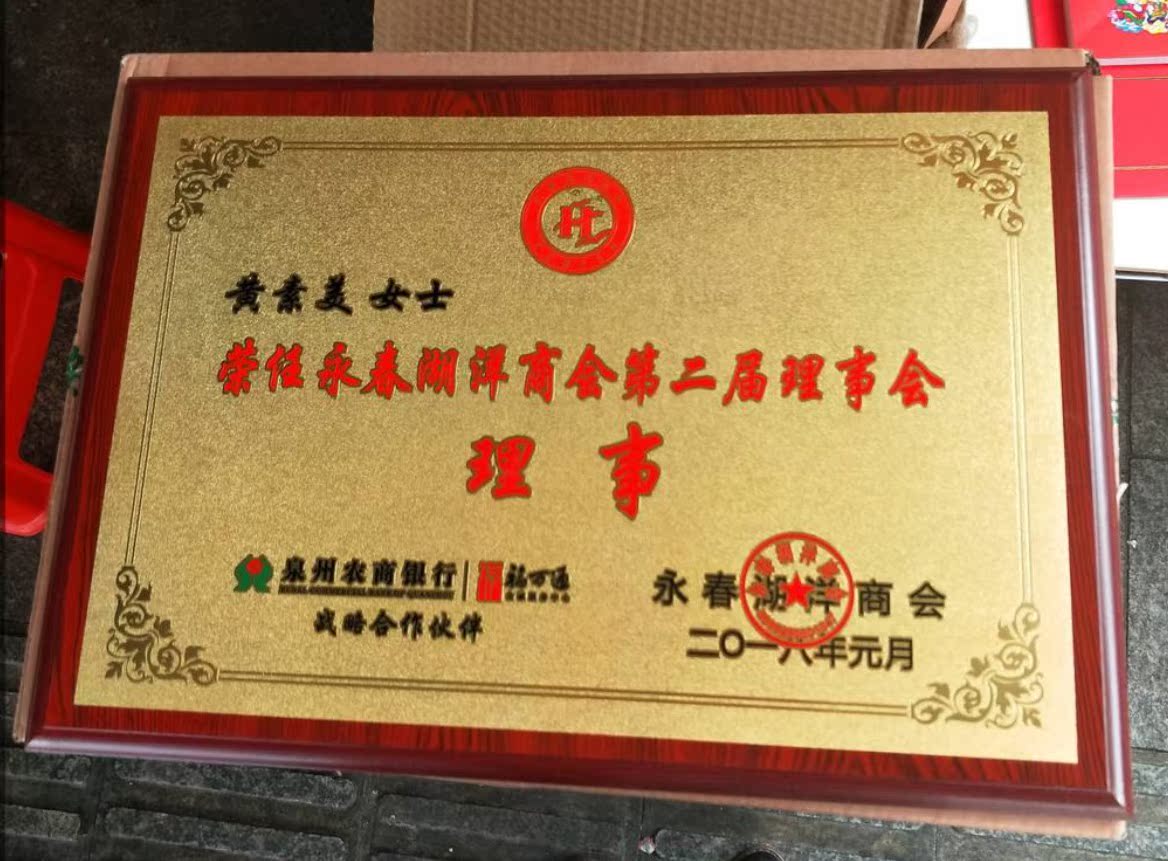 黄素美 女士
荣任永春湖洋商会第二届理事会
理 事
泉州农商银行 福万通
战略合作伙伴
永春湖洋商会
二〇一八年元月